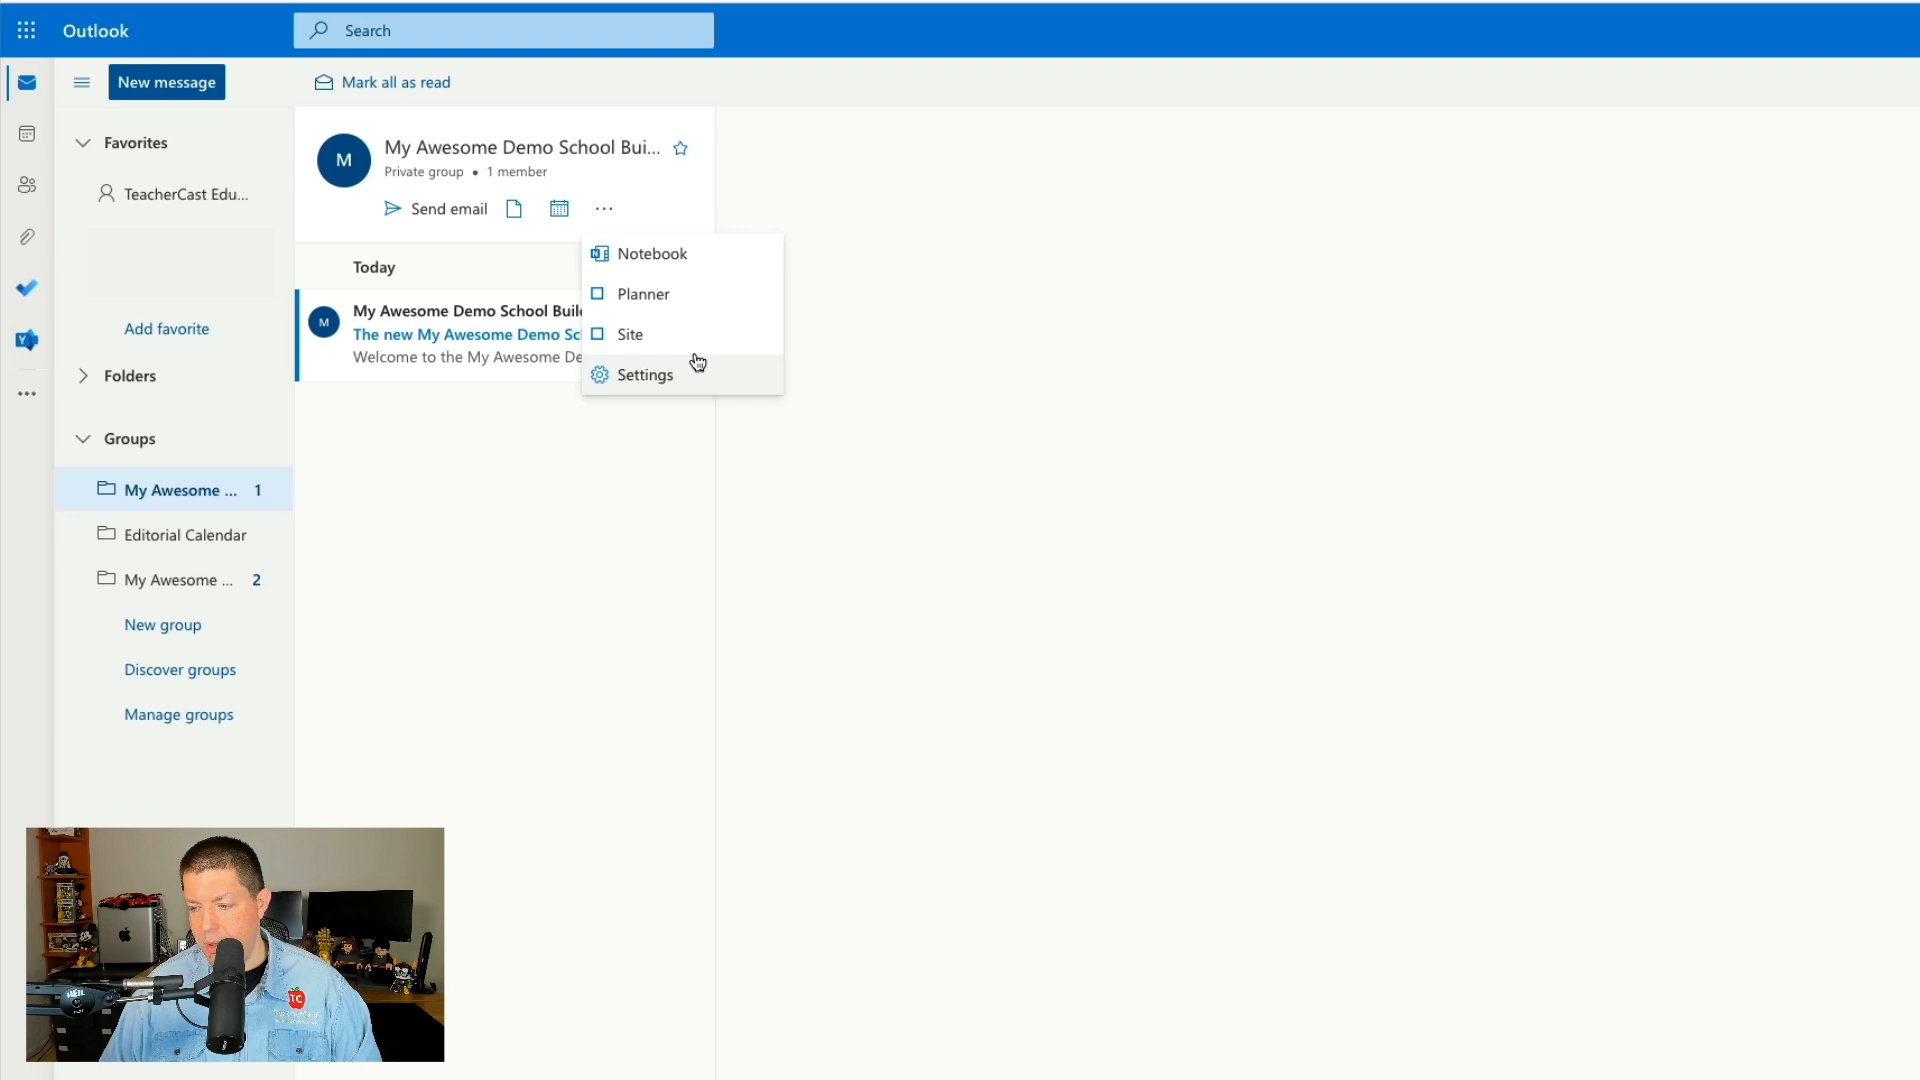 Outlook
Search
New message
Mark all as read
Favorites
TeacherCast Edu...
Add favorite
Folders
Groups
My Awesome ... 1
Editorial Calendar
My Awesome ... 2
New group
Discover groups
Manage groups
M
My Awesome Demo School Bui...
Private group • 1 member
Send email
...
Today
M
My Awesome Demo School Buil
The new My Awesome Demo Sc
Welcome to the My Awesome De
Notebook
Planner
Site
Settings
HEIL
TC